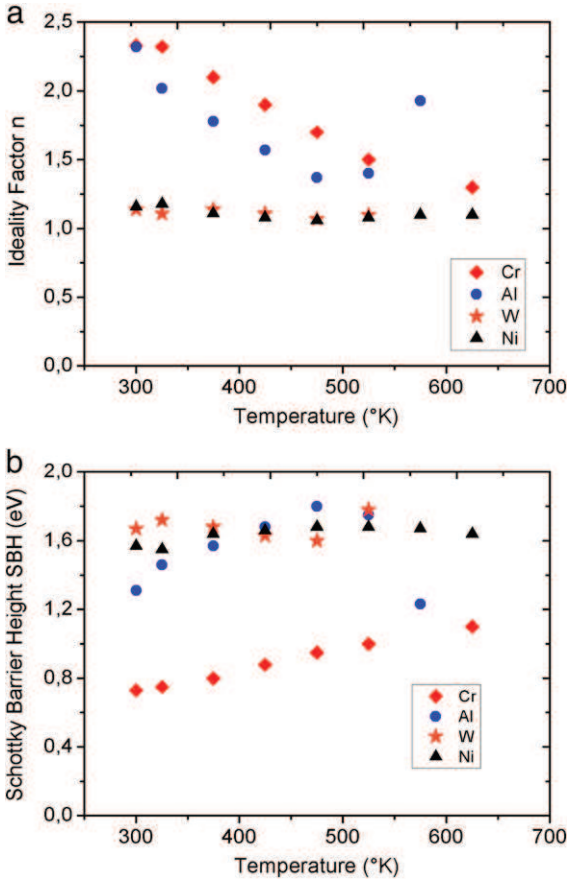 a
Ideality Factor n
2,5
2,0
1,5
1,0
0,5
0,0
300 400 500 600 700
Temperature (°K)
Cr
Al
W
Ni
b
Schottky Barrier Height SBH (eV)
2,0
1,6
1,2
0,8
0,4
0,0
300 400 500 600 700
Temperature (°K)
Cr
Al
W
Ni